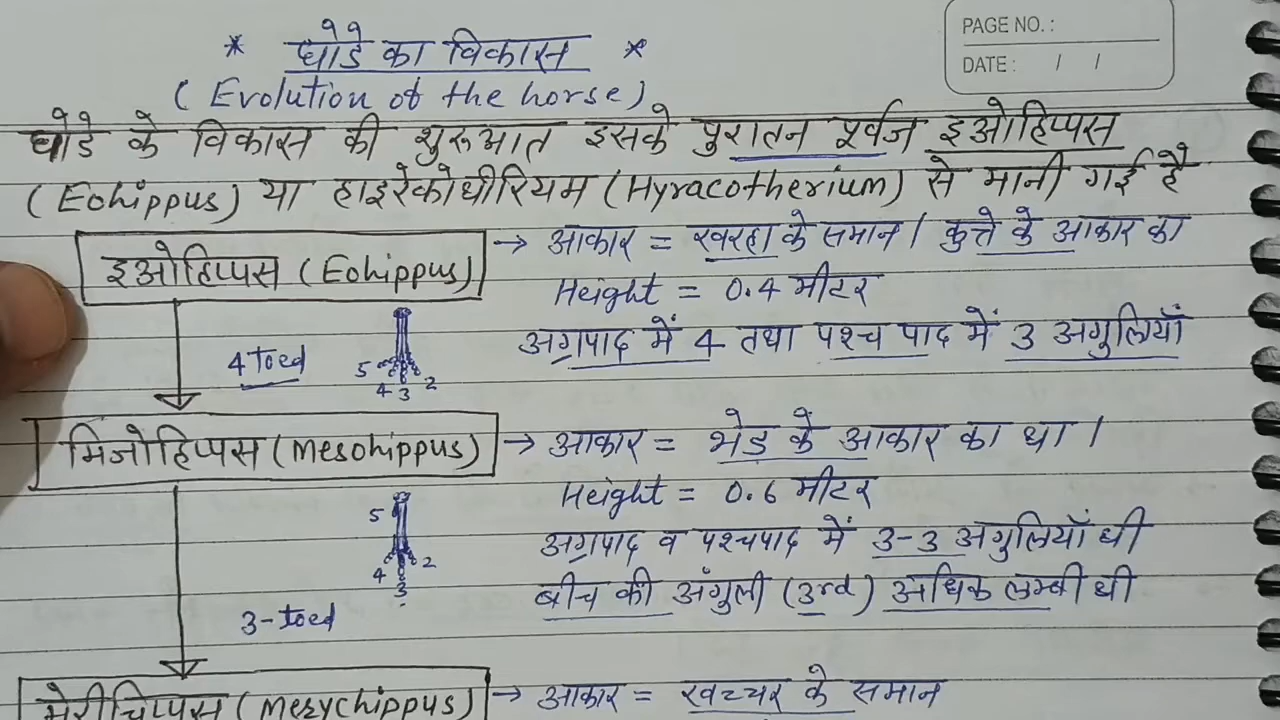 * घोडे का विकास *
PAGE NO. :
DATE : / /
(Evolution of the horse)
घोडे के विकास की शुरुआत इसके पुरातन पूर्वज इओहिप्पस
(Eohippus) या हाइरेकोथीरियम (Hyracotherium) से मानी गई है
इओहिप्पस (Eohippus) → आकार = खरहा के समान / कुत्ते के आकार का
Height = 0.4 मीटर
अग्रपाद में 4 तथा पश्च पाद में 3 अगुलियाँ
4 Toed
5 4 3 2
मिजोहिप्पस (Mesohippus) → आकार = भेड के आकार का था ।
Height = 0.6 मीटर
अग्रपाद व पश्चपाद में 3-3 अगुलियाँ थी
बीच की अंगुली (3rd) अधिक लम्बी थी
5
4 3 2
3-toed
मेरीचिप्पस (Merychippus) → आकार = खच्चर के समान